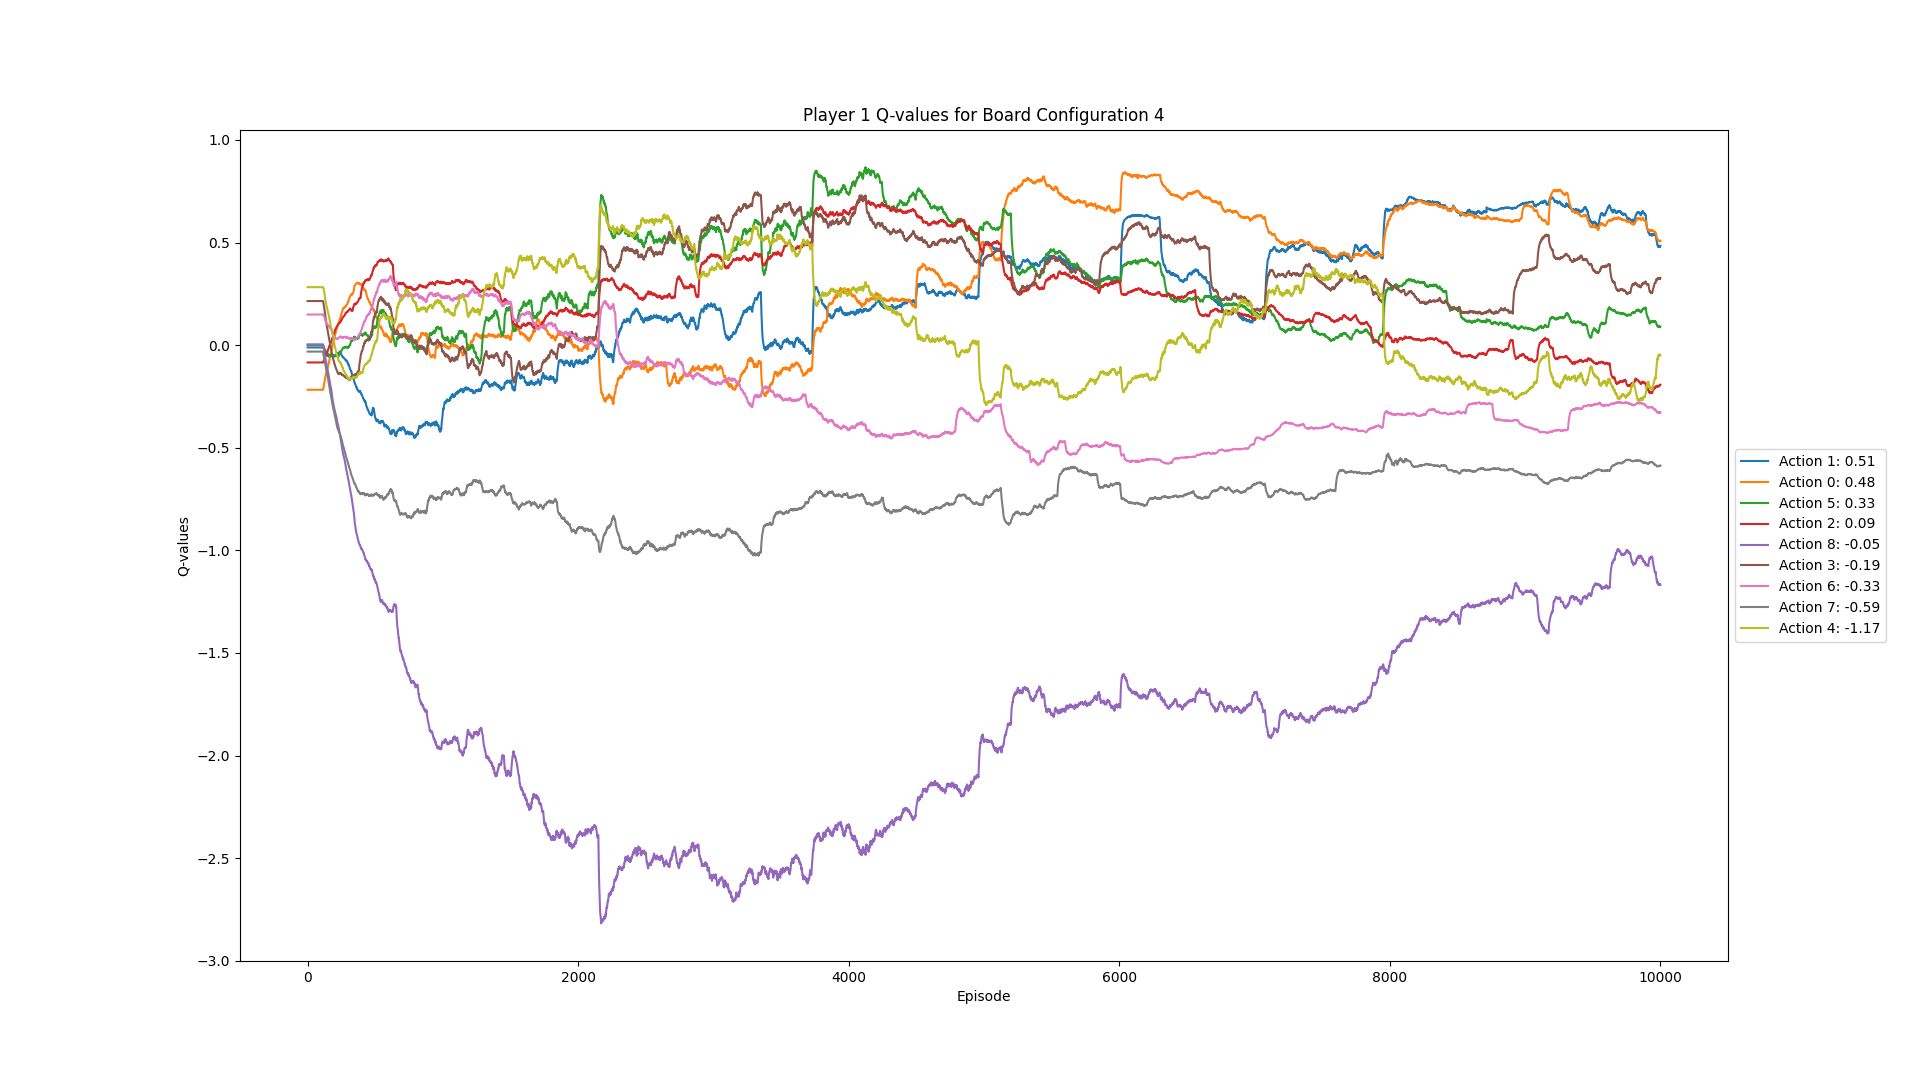 Player 1 Q-values for Board Configuration 4
1.0
0.5
0.0
−0.5
−1.0
−1.5
−2.0
−2.5
−3.0
Q-values
0
2000
4000
6000
8000
10000
Episode
Action 1: 0.51
Action 0: 0.48
Action 5: 0.33
Action 2: 0.09
Action 8: -0.05
Action 3: -0.19
Action 6: -0.33
Action 7: -0.59
Action 4: -1.17